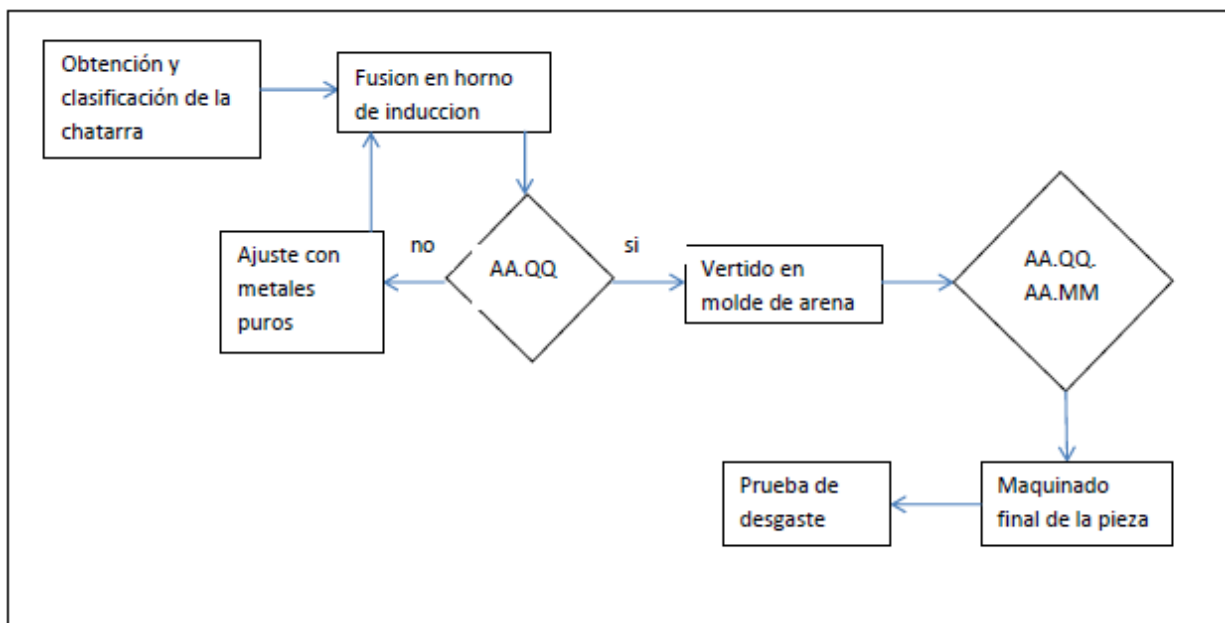 Obtención y
clasificación de la
chatarra
Fusion en horno
de induccion
Ajuste con
metales
puros
no
AA.QQ
si
Vertido en
molde de arena
AA.QQ.
AA.MM
Prueba de
desgaste
Maquinado
final de la pieza